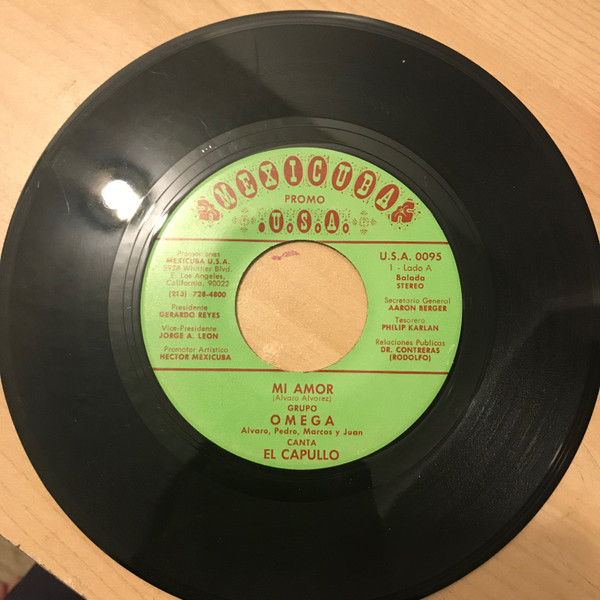 MEXICUBA
PROMO
.U.S.A.
Promociones
MEXICUBA U.S.A.
5928 Whittier Blvd.
E. Los Angeles,
California. 90022
(213) 728-4800
Presidente
GERARDO REYES
Vice-Presidente
JORGE A. LEON
Promotor Artístico
HECTOR MEXICUBA
U.S.A. 0095
1 - Lado A
Balada
STEREO
Secretario General
AARON BERGER
Tesorero
PHILIP KARLAN
Relaciones Publicas
DR. CONTRERAS
(RODOLFO)
MI AMOR
(Alvaro Alvarez)
GRUPO
OMEGA
Alvaro, Pedro, Marcos y Juan
CANTA
EL CAPULLO